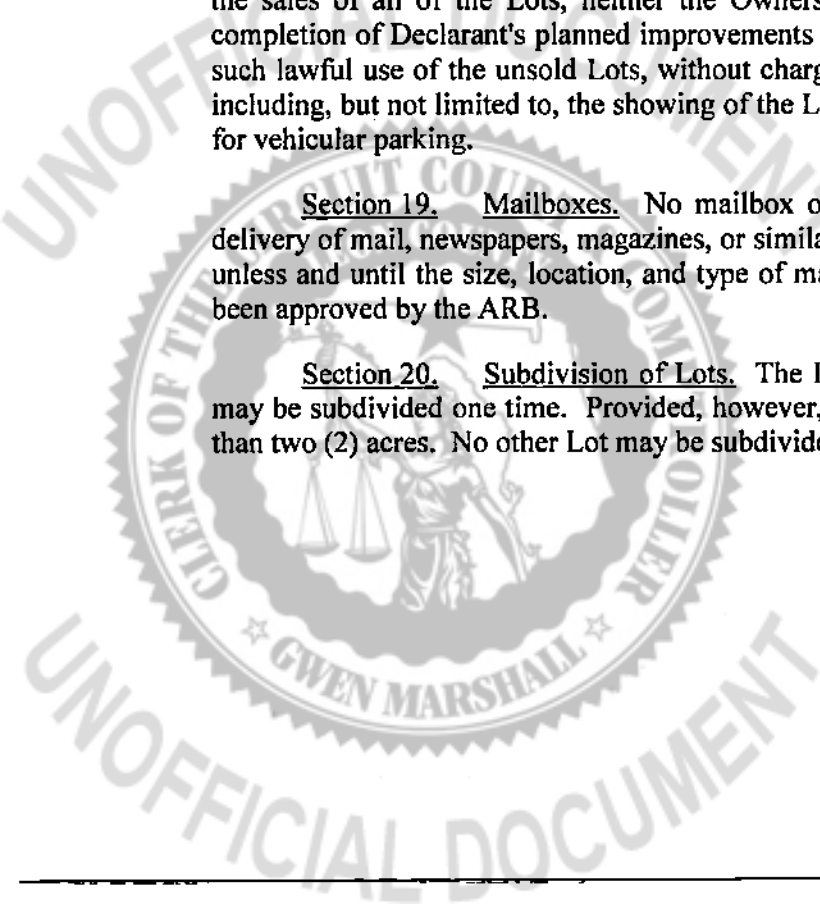 the sales of all of the Lots, neither the Owners
completion of Declarant's planned improvements
such lawful use of the unsold Lots, without charg
including, but not limited to, the showing of the L
for vehicular parking.
Section 19. Mailboxes. No mailbox o
delivery of mail, newspapers, magazines, or simila
unless and until the size, location, and type of ma
been approved by the ARB.
Section 20. Subdivision of Lots. The I
may be subdivided one time. Provided, however,
than two (2) acres. No other Lot may be subdivide
UNOFFICIAL DOCUMENT
CLERK OF THE CIRCUIT COURT COMPTROLLER
GWEN MARSHALL
UNOFFICIAL DOCUMENT